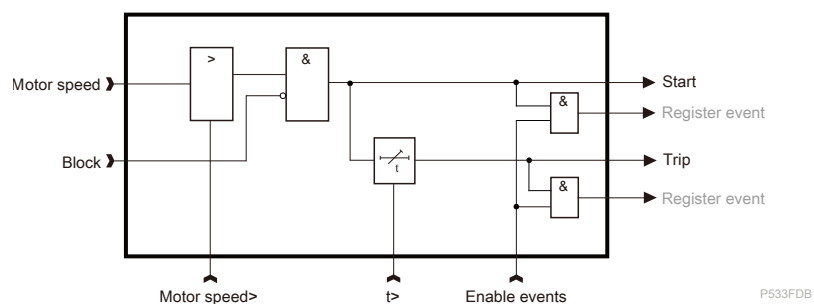 > &
Motor speed Start
&
Register event
Block Trip
t
&
Register event
Motor speed> t> Enable events
P533FDB